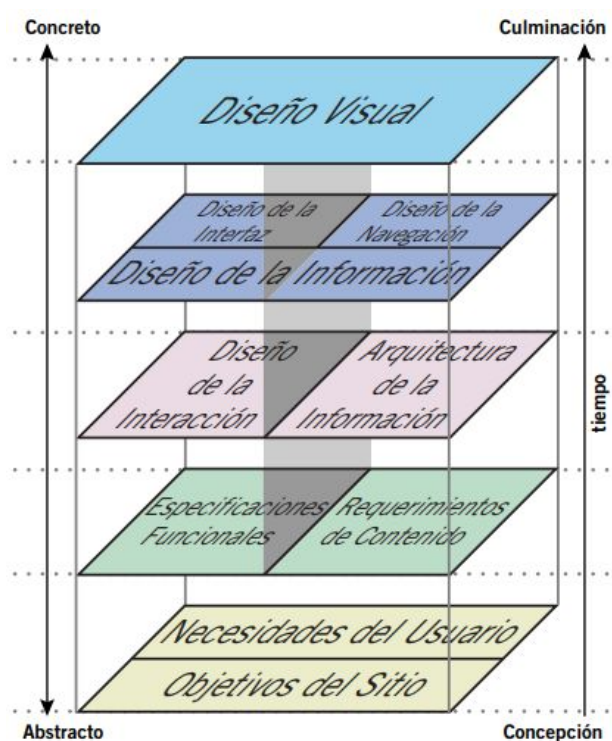 Concreto
Culminación
Diseño Visual
Diseño de la
Interfaz
Diseño de la
Navegación
Diseño de la Información
Diseño
de la
Interacción
Arquitectura
de la
Información
tiempo
Especificaciones
Funcionales
Requerimientos
de Contenido
Necesidades del Usuario
Objetivos del Sitio
Abstracto
Concepción